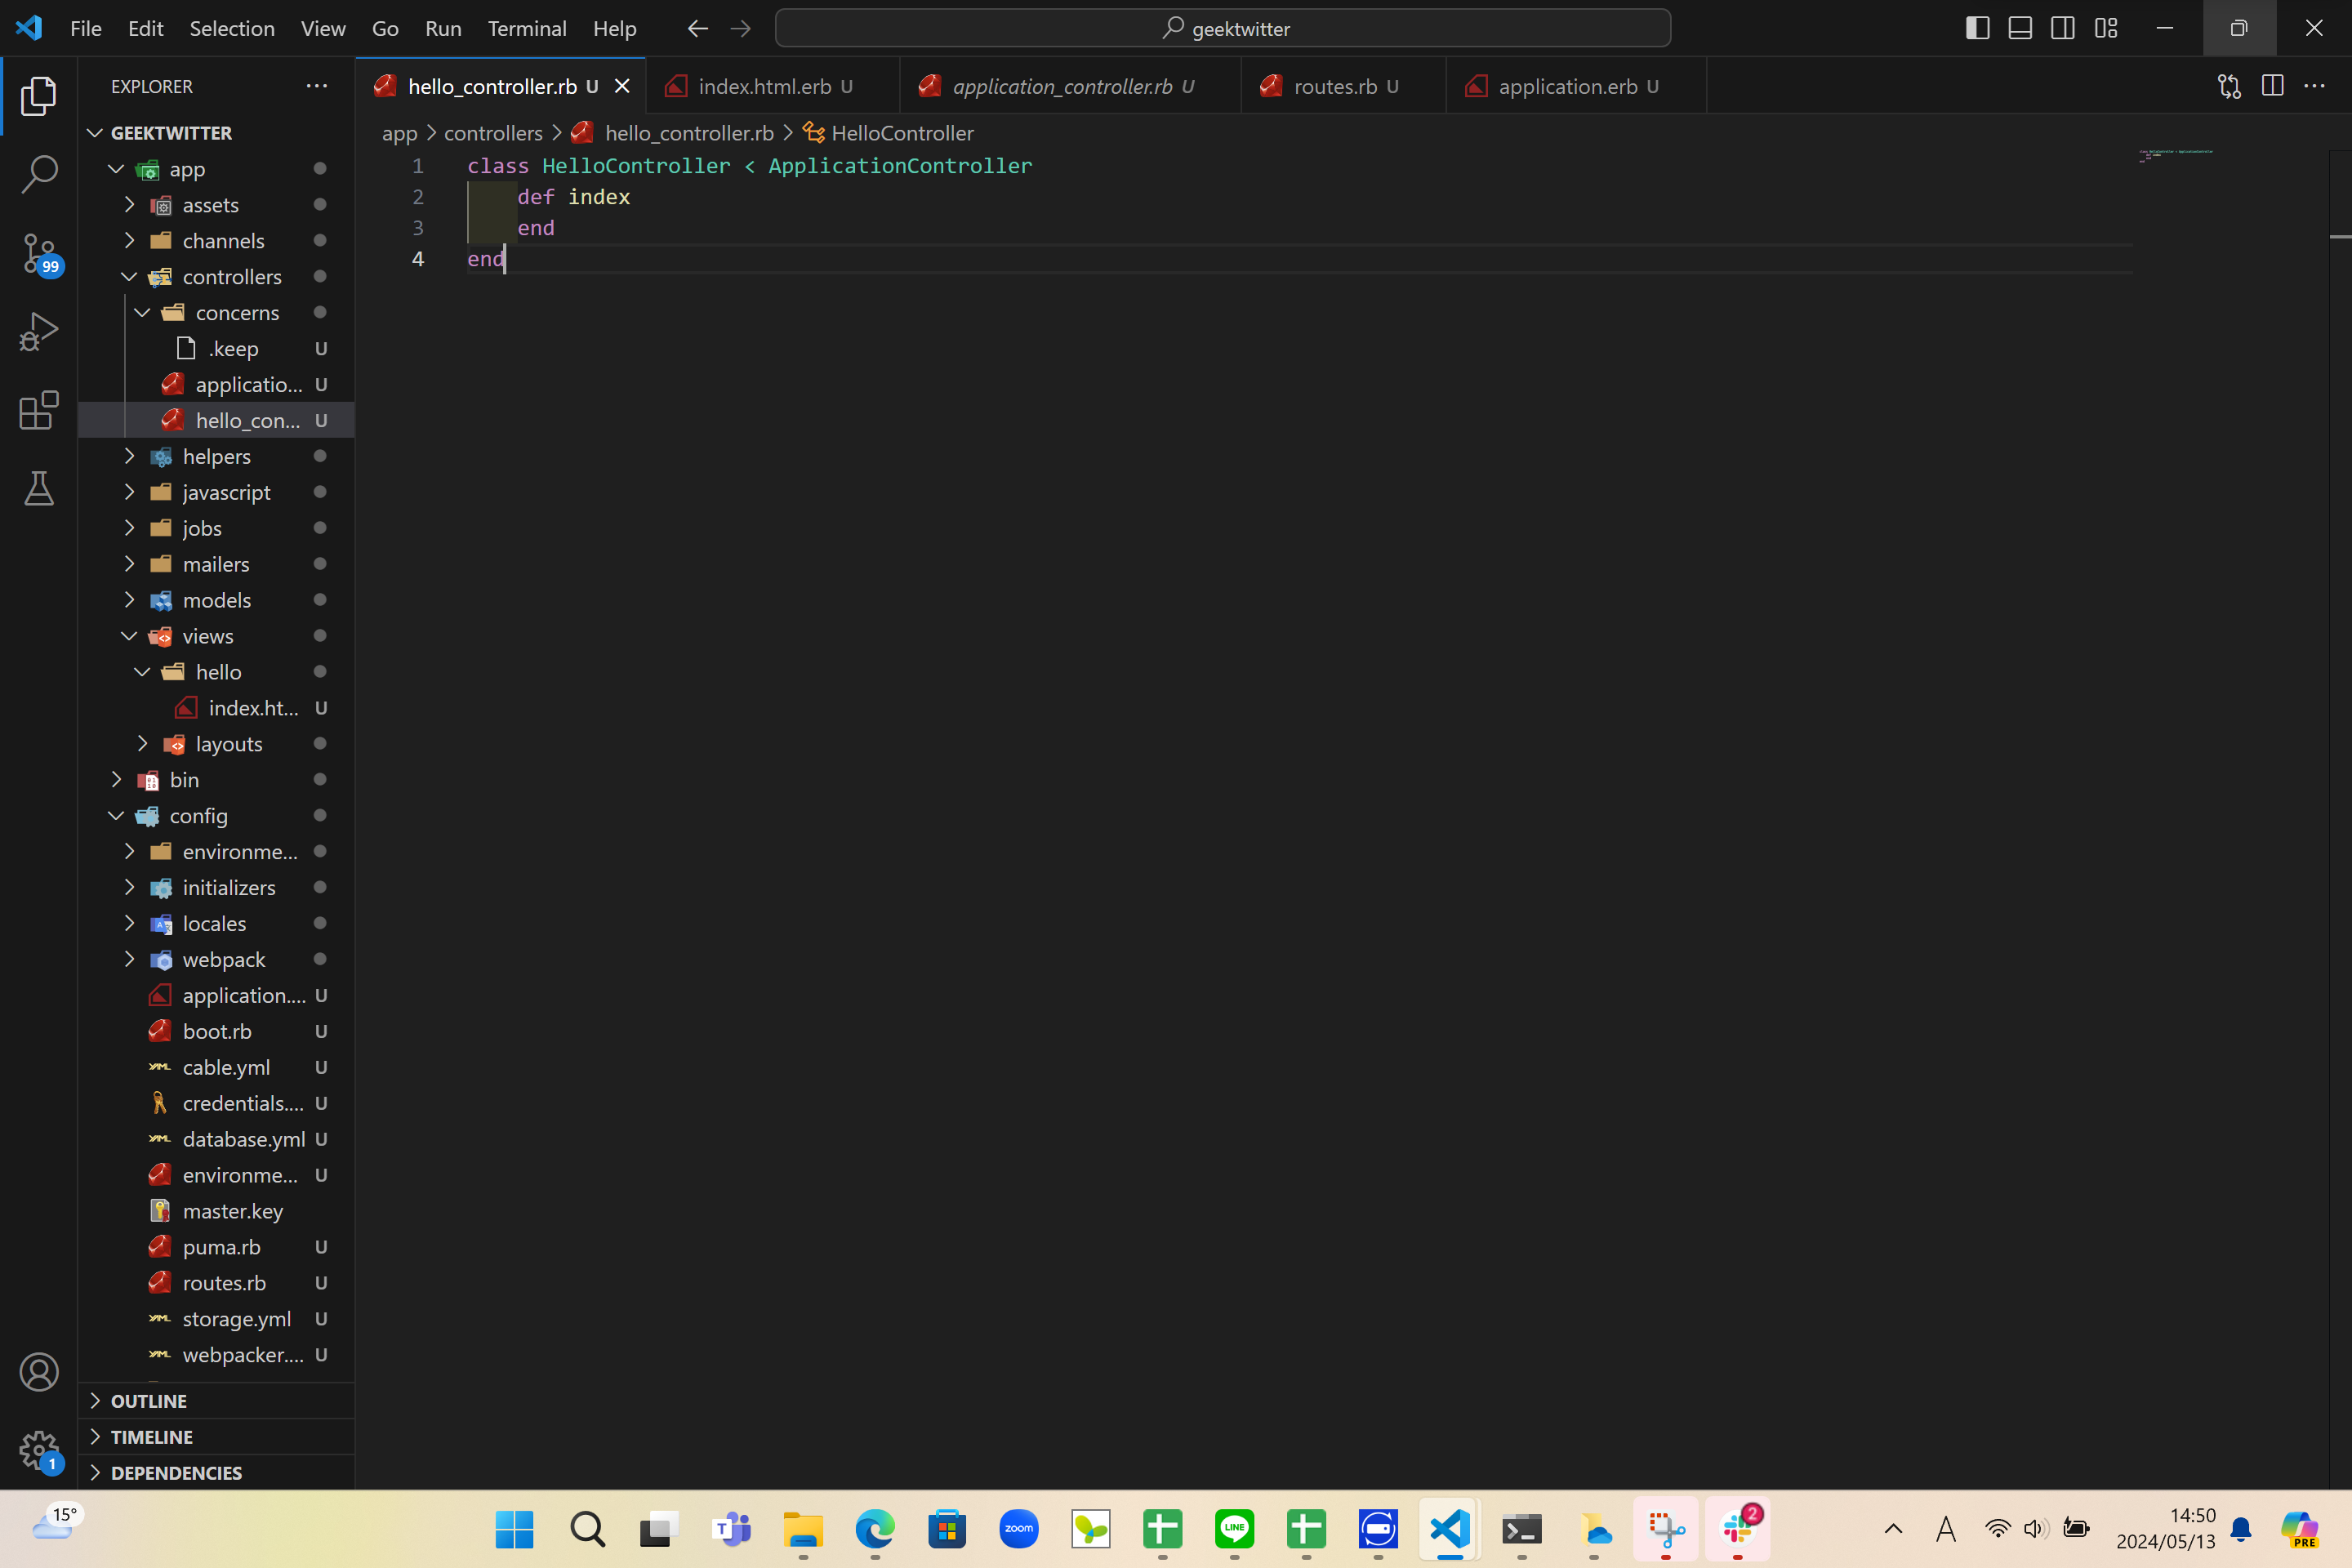 File Edit Selection View Go Run Terminal Help
geektwitter
EXPLORER
hello_controller.rb U
index.html.erb U
application_controller.rb U
routes.rb U
application.erb U
app > controllers > hello_controller.rb > HelloController
GEEKTWITTER
app
assets
channels
controllers
concerns
.keep U
applicatio... U
hello_con... U
helpers
javascript
jobs
mailers
models
views
hello
index.ht... U
layouts
bin
config
environme...
initializers
locales
webpack
application.... U
boot.rb U
cable.yml U
credentials.... U
database.yml U
environme... U
master.key
puma.rb U
routes.rb U
storage.yml U
webpacker.... U
OUTLINE
TIMELINE
DEPENDENCIES
99
1
1 class HelloController < ApplicationController
2 def index
3 end
4 end
15°
T
zoom
LINE
2
A
14:50
2024/05/13
PRE